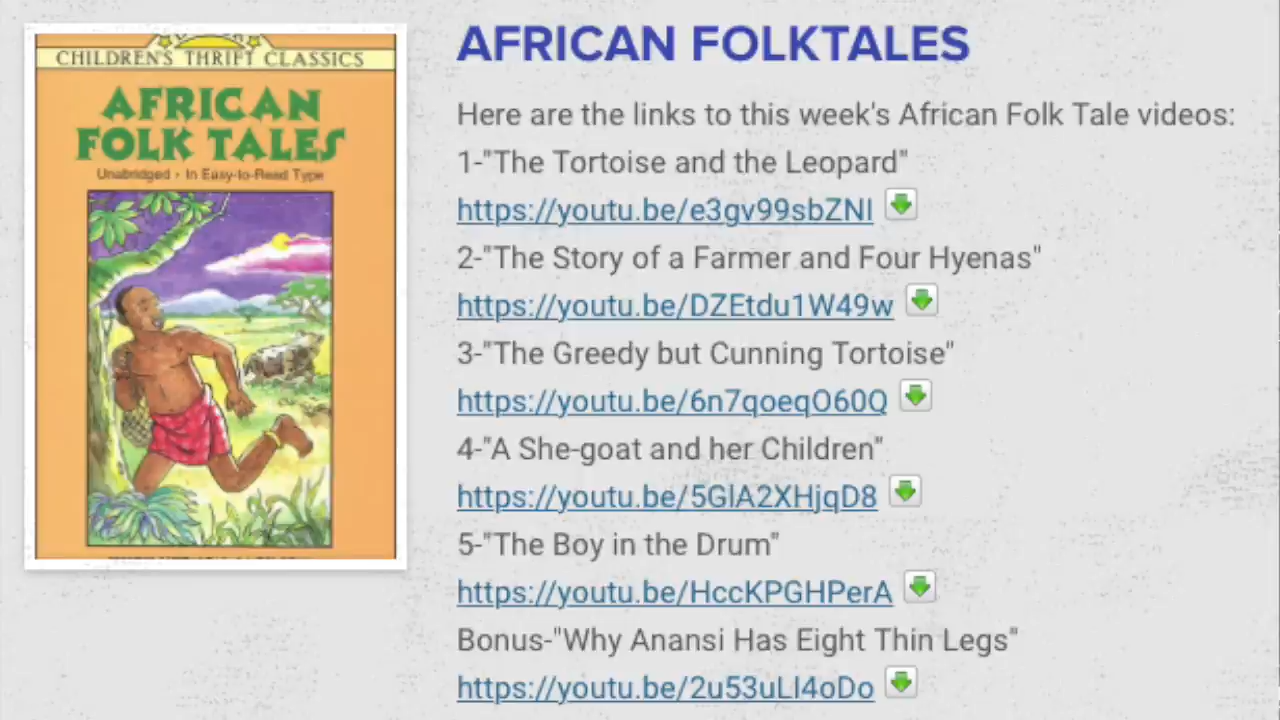 CHILDREN'S THRIFT CLASSICS
AFRICAN
FOLK TALES
Unabridged • In Easy-to-Read Type
AFRICAN FOLKTALES
Here are the links to this week's African Folk Tale videos:
1-"The Tortoise and the Leopard"
https://youtu.be/e3gv99sbZNI
2-"The Story of a Farmer and Four Hyenas"
https://youtu.be/DZEtdu1W49w
3-"The Greedy but Cunning Tortoise"
https://youtu.be/6n7qoeqO60Q
4-"A She-goat and her Children"
https://youtu.be/5GlA2XHjqD8
5-"The Boy in the Drum"
https://youtu.be/HccKPGHPerA
Bonus-"Why Anansi Has Eight Thin Legs"
https://youtu.be/2u53uLI4oDo